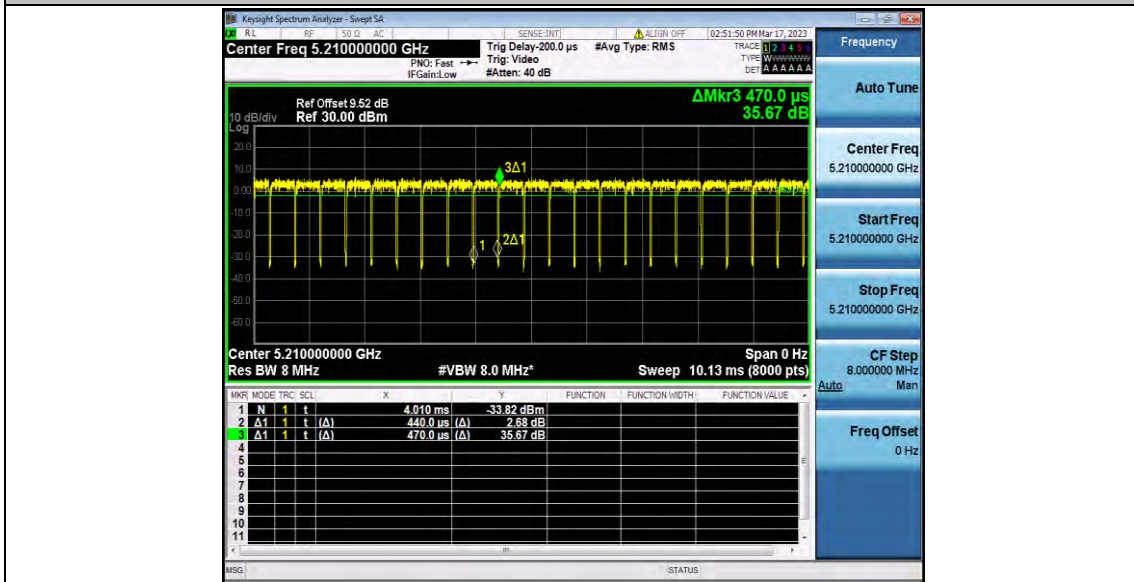 Keysight Spectrum Analyzer - Swept SA
RL RF 50 Ω AC SENSE:INT ALIGN OFF 02:51:50 PM Mar 17, 2023
Center Freq 5.210000000 GHz
Trig Delay-200.0 µs #Avg Type: RMS
TRACE 1 2 3 4 5 6
PNO: Fast Trig: Video
TYPE WWWWWW
IFGain:Low #Atten: 40 dB
DET A A A A A A
Frequency
Auto Tune
Center Freq
5.210000000 GHz
Start Freq
5.210000000 GHz
Stop Freq
5.210000000 GHz
CF Step
8.000000 MHz
Auto Man
Freq Offset
0 Hz
ΔMkr3 470.0 µs
35.67 dB
Ref Offset 9.52 dB
10 dB/div Ref 30.00 dBm
Log
20.0
10.0
0.00
-10.0
-20.0
-30.0
-40.0
-50.0
-60.0
3Δ1
1
2Δ1
Center 5.210000000 GHz Span 0 Hz
Res BW 8 MHz #VBW 8.0 MHz* Sweep 10.13 ms (8000 pts)
MKR MODE TRC SCL X Y FUNCTION FUNCTION WIDTH FUNCTION VALUE
1 N 1 t 4.010 ms -33.82 dBm
2 Δ1 1 t (Δ) 440.0 µs (Δ) 2.68 dB
3 Δ1 1 t (Δ) 470.0 µs (Δ) 35.67 dB
4
5
6
7
8
9
10
11
MSG STATUS